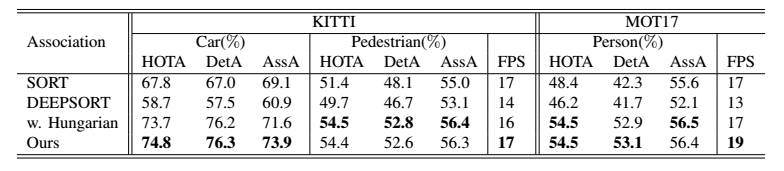 KITTI MOT17
Association Car(%) Pedestrian(%) Person(%)
HOTA DetA AssA HOTA DetA AssA FPS HOTA DetA AssA FPS
SORT 67.8 67.0 69.1 51.4 48.1 55.0 17 48.4 42.3 55.6 17
DEEPSORT 58.7 57.5 60.9 49.7 46.7 53.1 14 46.2 41.7 52.1 13
w. Hungarian 73.7 76.2 71.6 54.5 52.8 56.4 16 54.5 52.9 56.5 17
Ours 74.8 76.3 73.9 54.4 52.6 56.3 17 54.5 53.1 56.4 19